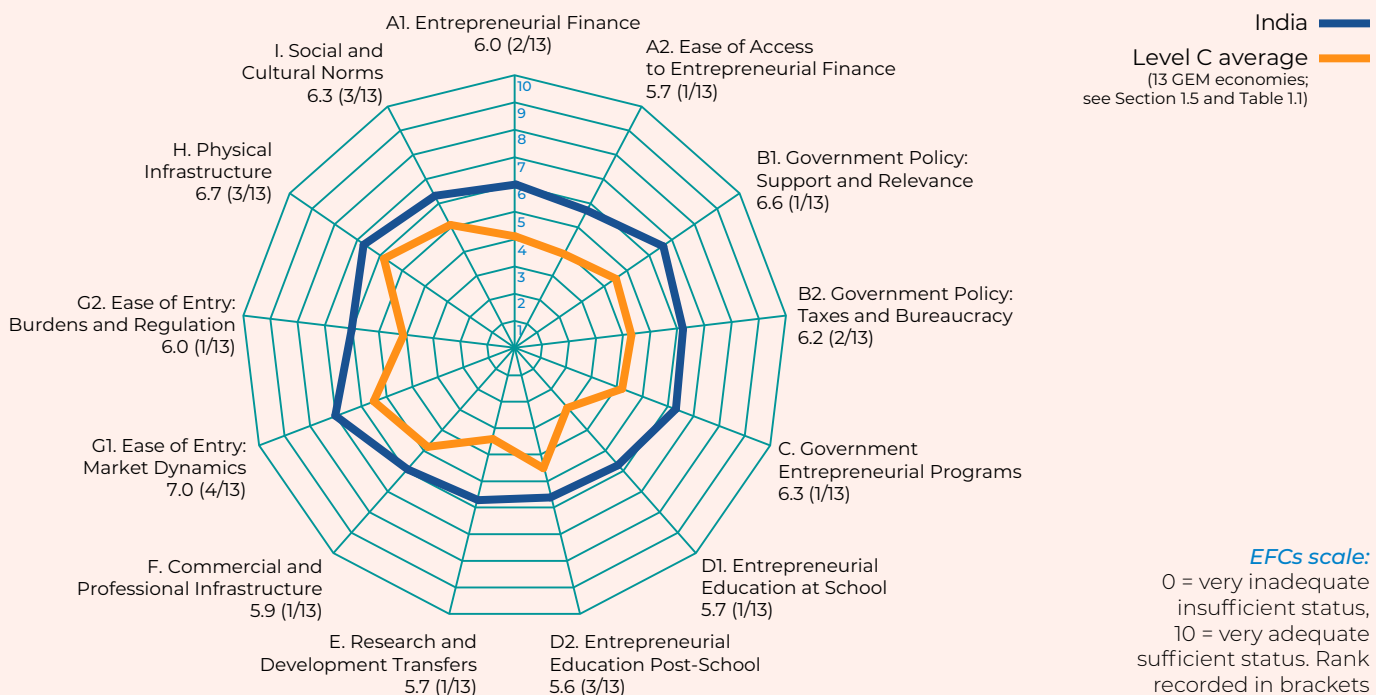 A1. Entrepreneurial Finance
6.0 (2/13)
A2. Ease of Access
to Entrepreneurial Finance
5.7 (1/13)
B1. Government Policy:
Support and Relevance
6.6 (1/13)
B2. Government Policy:
Taxes and Bureaucracy
6.2 (2/13)
C. Government
Entrepreneurial Programs
6.3 (1/13)
D1. Entrepreneurial
Education at School
5.7 (1/13)
D2. Entrepreneurial
Education Post-School
5.6 (3/13)
E. Research and
Development Transfers
5.7 (1/13)
F. Commercial and
Professional Infrastructure
5.9 (1/13)
G1. Ease of Entry:
Market Dynamics
7.0 (4/13)
G2. Ease of Entry:
Burdens and Regulation
6.0 (1/13)
H. Physical
Infrastructure
6.7 (3/13)
I. Social and
Cultural Norms
6.3 (3/13)
10
9
8
7
6
5
4
3
2
1
India
Level C average
(13 GEM economies;
see Section 1.5 and Table 1.1)
EFCs scale:
0 = very inadequate
insufficient status,
10 = very adequate
sufficient status. Rank
recorded in brackets